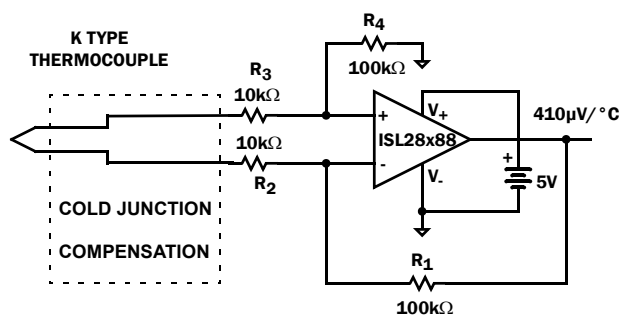 K TYPE
THERMOCOUPLE
R4
100kΩ
R3
10kΩ
10kΩ
R2
+
-
ISL28x88
V+
V-
410µV/°C
+
5V
COLD JUNCTION
COMPENSATION
R1
100kΩ